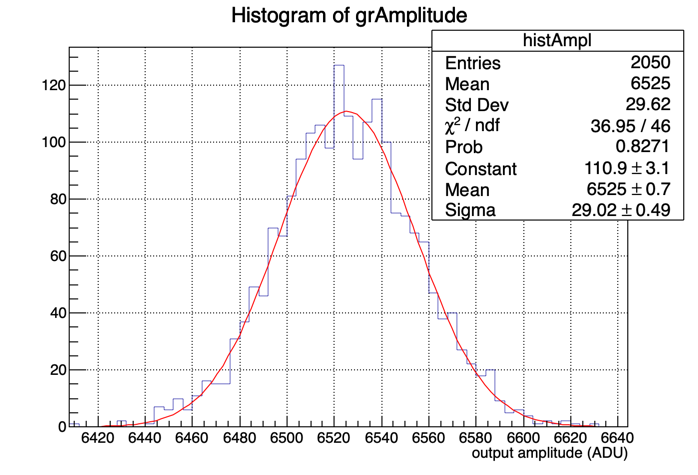 Histogram of grAmplitude
histAmpl
Entries 2050
Mean 6525
Std Dev 29.62
χ² / ndf 36.95 / 46
Prob 0.8271
Constant 110.9 ± 3.1
Mean 6525 ± 0.7
Sigma 29.02 ± 0.49
120
100
80
60
40
20
0
6420 6440 6460 6480 6500 6520 6540 6560 6580 6600 6620 6640
output amplitude (ADU)